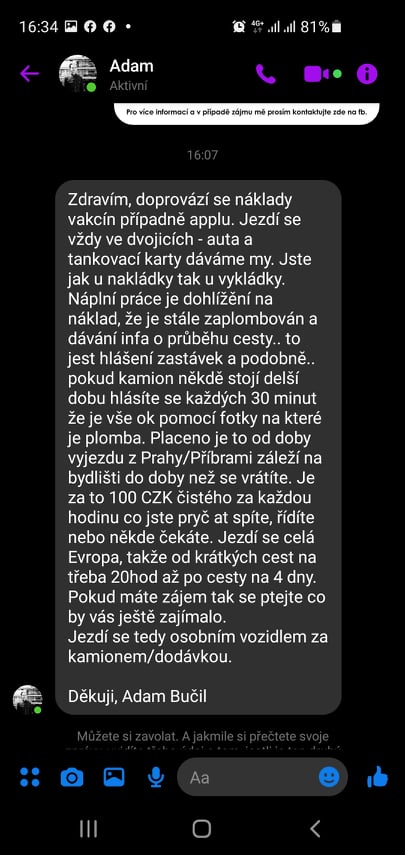 16:34
4G+
81%
Adam
Aktivní
Pro více informací a v případě zájmu mě prosím kontaktujte zde na fb.
16:07
Zdravím, doprovází se náklady
vakcín případně applu. Jezdí se
vždy ve dvojicích - auta a
tankovací karty dáváme my. Jste
jak u nakládky tak u vykládky.
Náplní práce je dohlížění na
náklad, že je stále zaplombován a
dávání infa o průběhu cesty.. to
jest hlášení zastávek a podobně..
pokud kamion někdě stojí delší
dobu hlásíte se každých 30 minut
že je vše ok pomocí fotky na které
je plomba. Placeno je to od doby
vyjezdu z Prahy/Příbrami záleží na
bydlišti do doby než se vrátíte. Je
za to 100 CZK čistého za každou
hodinu co jste pryč at spíte, řídíte
nebo někde čekáte. Jezdí se celá
Evropa, takže od krátkých cest na
třeba 20hod až po cesty na 4 dny.
Pokud máte zájem tak se ptejte co
by vás ještě zajímalo.
Jezdí se tedy osobním vozidlem za
kamionem/dodávkou.
Děkuji, Adam Bučil
Můžete si zavolat. A jakmile si přečtete svoje
Aa